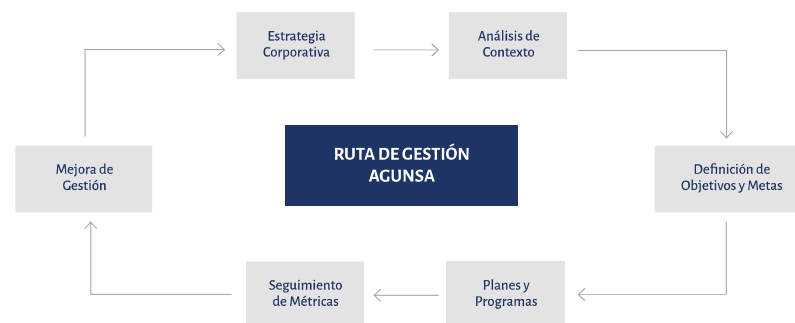 Estrategia
Corporativa
Análisis de
Contexto
Mejora de
Gestión
RUTA DE GESTIÓN
AGUNSA
Definición de
Objetivos y Metas
Seguimiento
de Métricas
Planes y
Programas